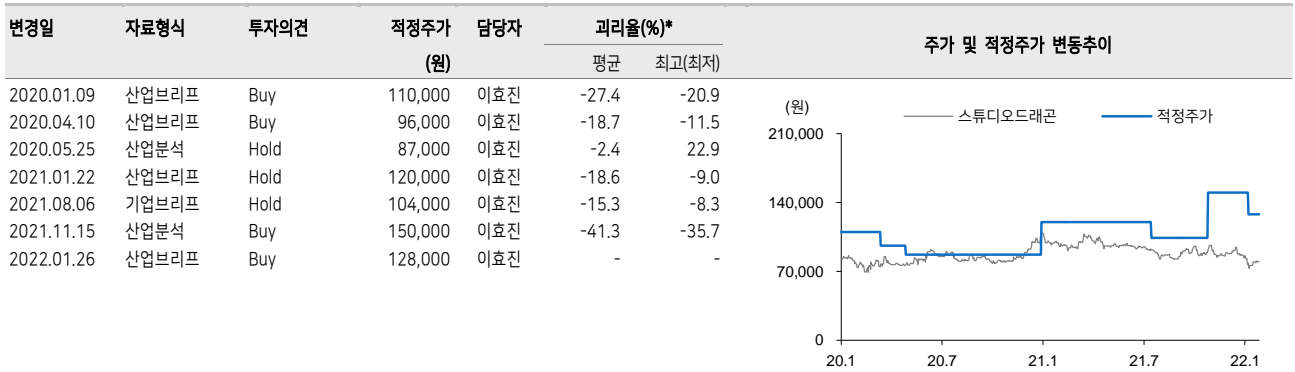 변경일 자료형식 투자의견 적정주가 담당자 괴리율(%)* 주가 및 적정주가 변동추이
(원) 평균 최고(최저)
2020.01.09 산업브리프 Buy 110,000 이효진 -27.4 -20.9
2020.04.10 산업브리프 Buy 96,000 이효진 -18.7 -11.5
2020.05.25 산업분석 Hold 87,000 이효진 -2.4 22.9
2021.01.22 산업브리프 Hold 120,000 이효진 -18.6 -9.0
2021.08.06 기업브리프 Hold 104,000 이효진 -15.3 -8.3
2021.11.15 산업분석 Buy 150,000 이효진 -41.3 -35.7
2022.01.26 산업브리프 Buy 128,000 이효진 - -
(원)
스튜디오드래곤 적정주가
210,000
140,000
70,000
0
20.1 20.7 21.1 21.7 22.1